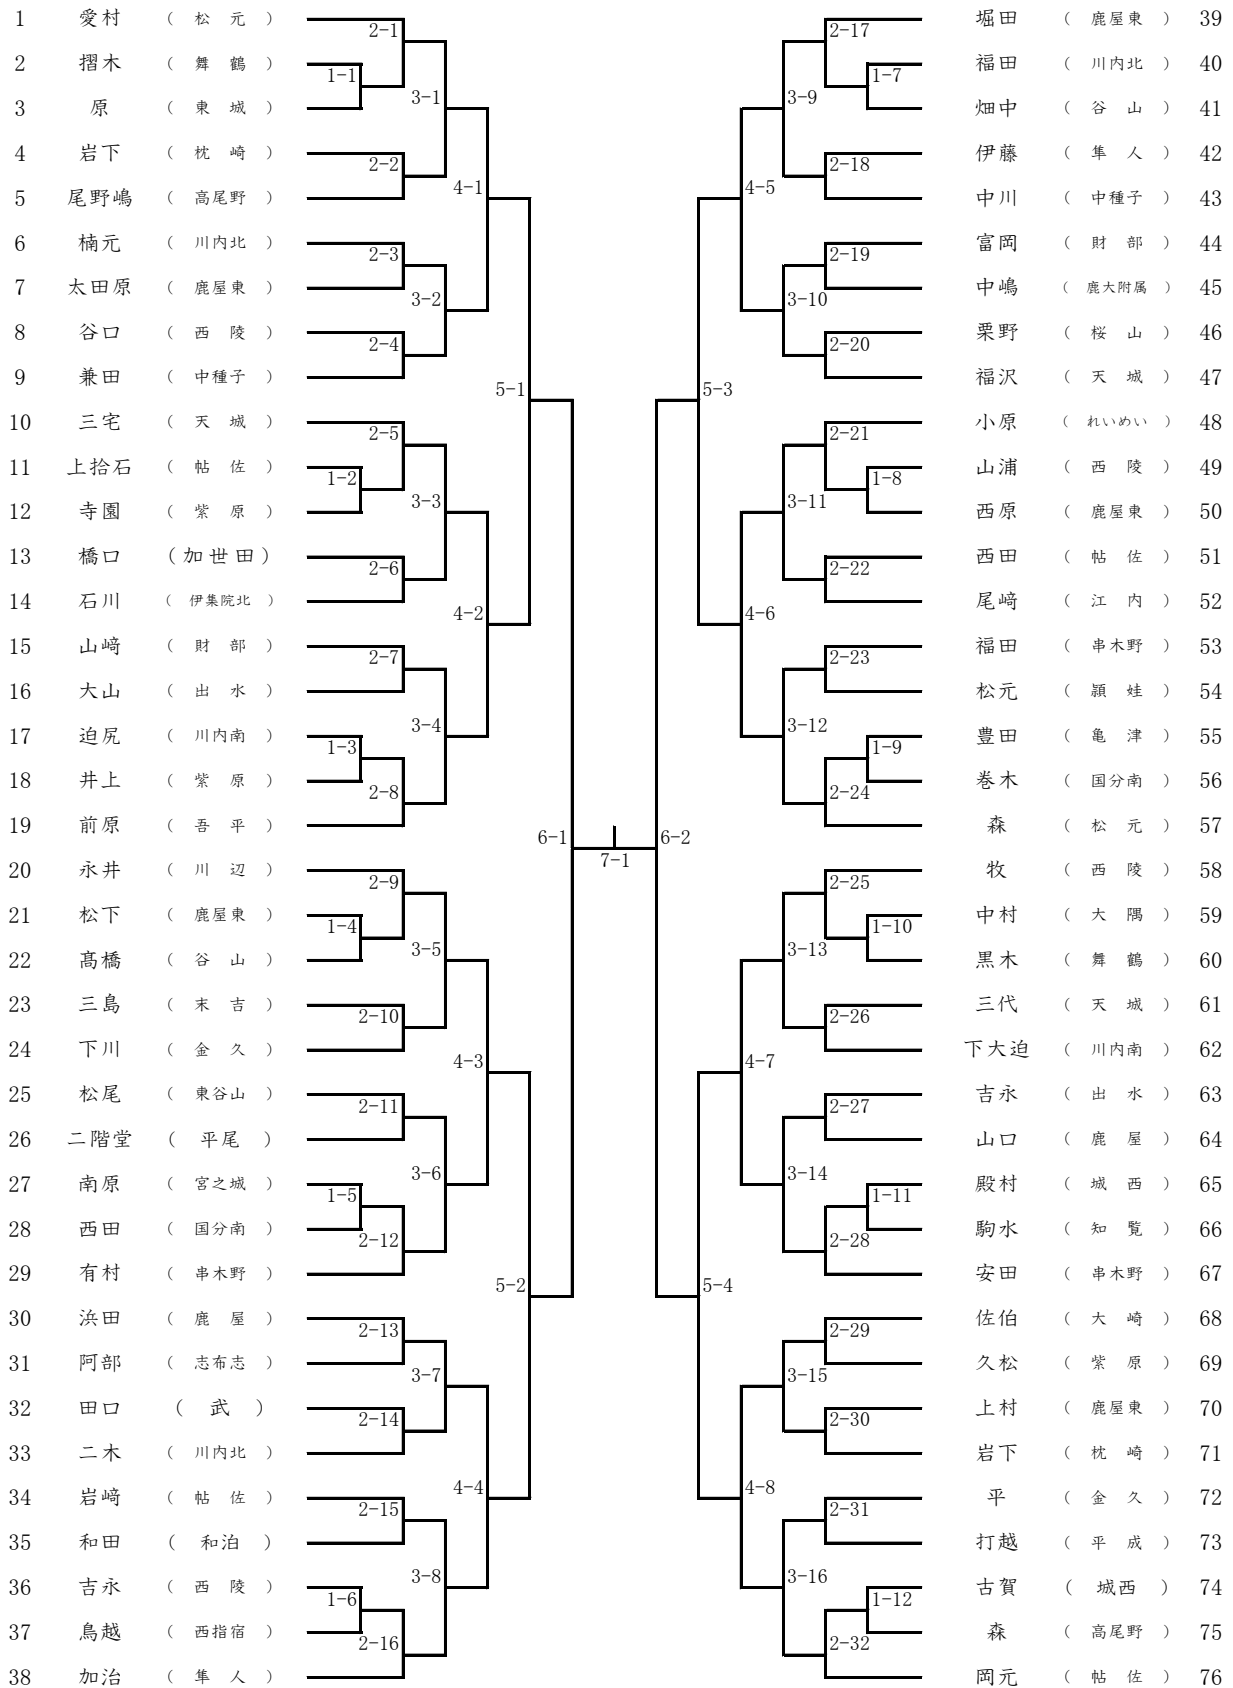 1 愛村 ( 松 元 ) 2-1 2-17 堀田 ( 鹿屋東 ) 39
2 摺木 ( 舞 鶴 ) 1-1 1-7 福田 ( 川内北 ) 40
3 原 ( 東 城 ) 3-1 3-9 畑中 ( 谷 山 ) 41
4 岩下 ( 枕 崎 ) 2-2 2-18 伊藤 ( 隼 人 ) 42
5 尾野嶋 ( 高尾野 ) 4-1 4-5 中川 ( 中種子 ) 43
6 楠元 ( 川内北 ) 2-3 2-19 富岡 ( 財 部 ) 44
7 太田原 ( 鹿屋東 ) 3-2 3-10 中嶋 ( 鹿大附属 ) 45
8 谷口 ( 西 陵 ) 2-4 2-20 栗野 ( 桜 山 ) 46
9 兼田 ( 中種子 ) 5-1 5-3 福沢 ( 天 城 ) 47
10 三宅 ( 天 城 ) 2-5 2-21 小原 ( れいめい ) 48
11 上拾石 ( 帖 佐 ) 1-2 1-8 山浦 ( 西 陵 ) 49
12 寺園 ( 紫 原 ) 3-3 3-11 西原 ( 鹿屋東 ) 50
13 橋口 (加世田) 2-6 2-22 西田 ( 帖 佐 ) 51
14 石川 ( 伊集院北 ) 4-2 4-6 尾﨑 ( 江 内 ) 52
15 山﨑 ( 財 部 ) 2-7 2-23 福田 ( 串木野 ) 53
16 大山 ( 出 水 ) 松元 ( 頴 娃 ) 54
17 迫尻 ( 川内南 ) 1-3 3-4 3-12 1-9 豊田 ( 亀 津 ) 55
18 井上 ( 紫 原 ) 2-8 2-24 巻木 ( 国分南 ) 56
19 前原 ( 吾 平 ) 6-1 7-1 6-2 森 ( 松 元 ) 57
20 永井 ( 川 辺 ) 2-9 2-25 牧 ( 西 陵 ) 58
21 松下 ( 鹿屋東 ) 1-4 1-10 中村 ( 大 隅 ) 59
22 髙橋 ( 谷 山 ) 3-5 3-13 黒木 ( 舞 鶴 ) 60
23 三島 ( 末 吉 ) 2-10 2-26 三代 ( 天 城 ) 61
24 下川 ( 金 久 ) 4-3 4-7 下大迫 ( 川内南 ) 62
25 松尾 ( 東谷山 ) 2-11 2-27 吉永 ( 出 水 ) 63
26 二階堂 ( 平尾 ) 山口 ( 鹿 屋 ) 64
27 南原 ( 宮之城 ) 1-5 3-6 3-14 1-11 殿村 ( 城 西 ) 65
28 西田 ( 国分南 ) 2-12 2-28 駒水 ( 知 覧 ) 66
29 有村 ( 串木野 ) 5-2 5-4 安田 ( 串木野 ) 67
30 浜田 ( 鹿 屋 ) 2-13 2-29 佐伯 ( 大 崎 ) 68
31 阿部 ( 志布志 ) 3-7 3-15 久松 ( 紫 原 ) 69
32 田口 ( 武 ) 2-14 2-30 上村 ( 鹿屋東 ) 70
33 二木 ( 川内北 ) 4-4 4-8 岩下 ( 枕 崎 ) 71
34 岩﨑 ( 帖 佐 ) 2-15 2-31 平 ( 金 久 ) 72
35 和田 ( 和泊 ) 打越 ( 平 成 ) 73
36 吉永 ( 西 陵 ) 1-6 3-8 3-16 1-12 古賀 ( 城西 ) 74
37 鳥越 ( 西指宿 ) 2-16 2-32 森 ( 高尾野 ) 75
38 加治 ( 隼 人 ) 岡元 ( 帖 佐 ) 76